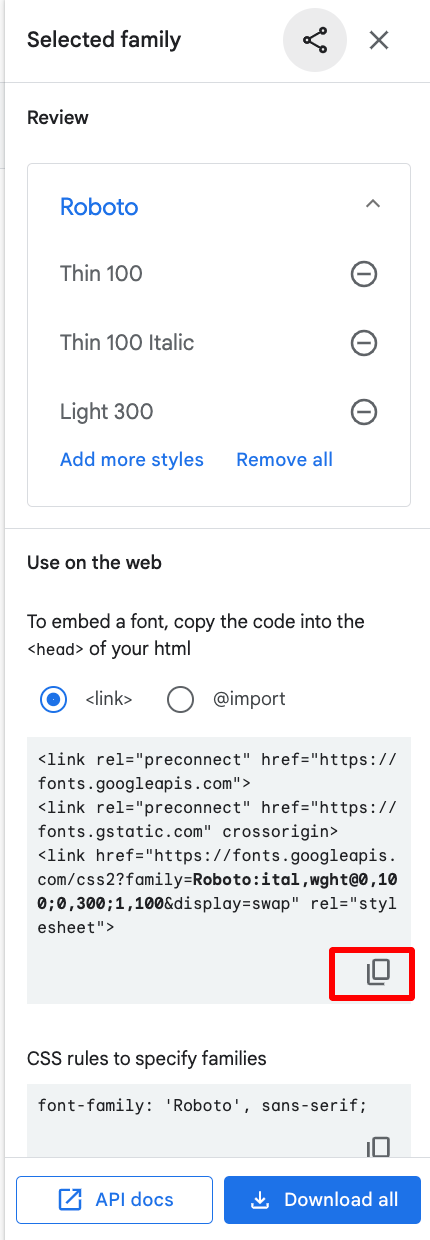 Selected family
Review
Roboto
Thin 100
Thin 100 Italic
Light 300
Add more styles Remove all
Use on the web
To embed a font, copy the code into the
<head> of your html
<link> @import
<link rel="preconnect" href="https://
fonts.googleapis.com">
<link rel="preconnect" href="https://
fonts.gstatic.com" crossorigin>
<link href="https://fonts.googleapis.
com/css2?family=Roboto:ital,wght@0,10
0;0,300;1,100&display=swap" rel="styl
esheet">
CSS rules to specify families
font-family: 'Roboto', sans-serif;
API docs Download all